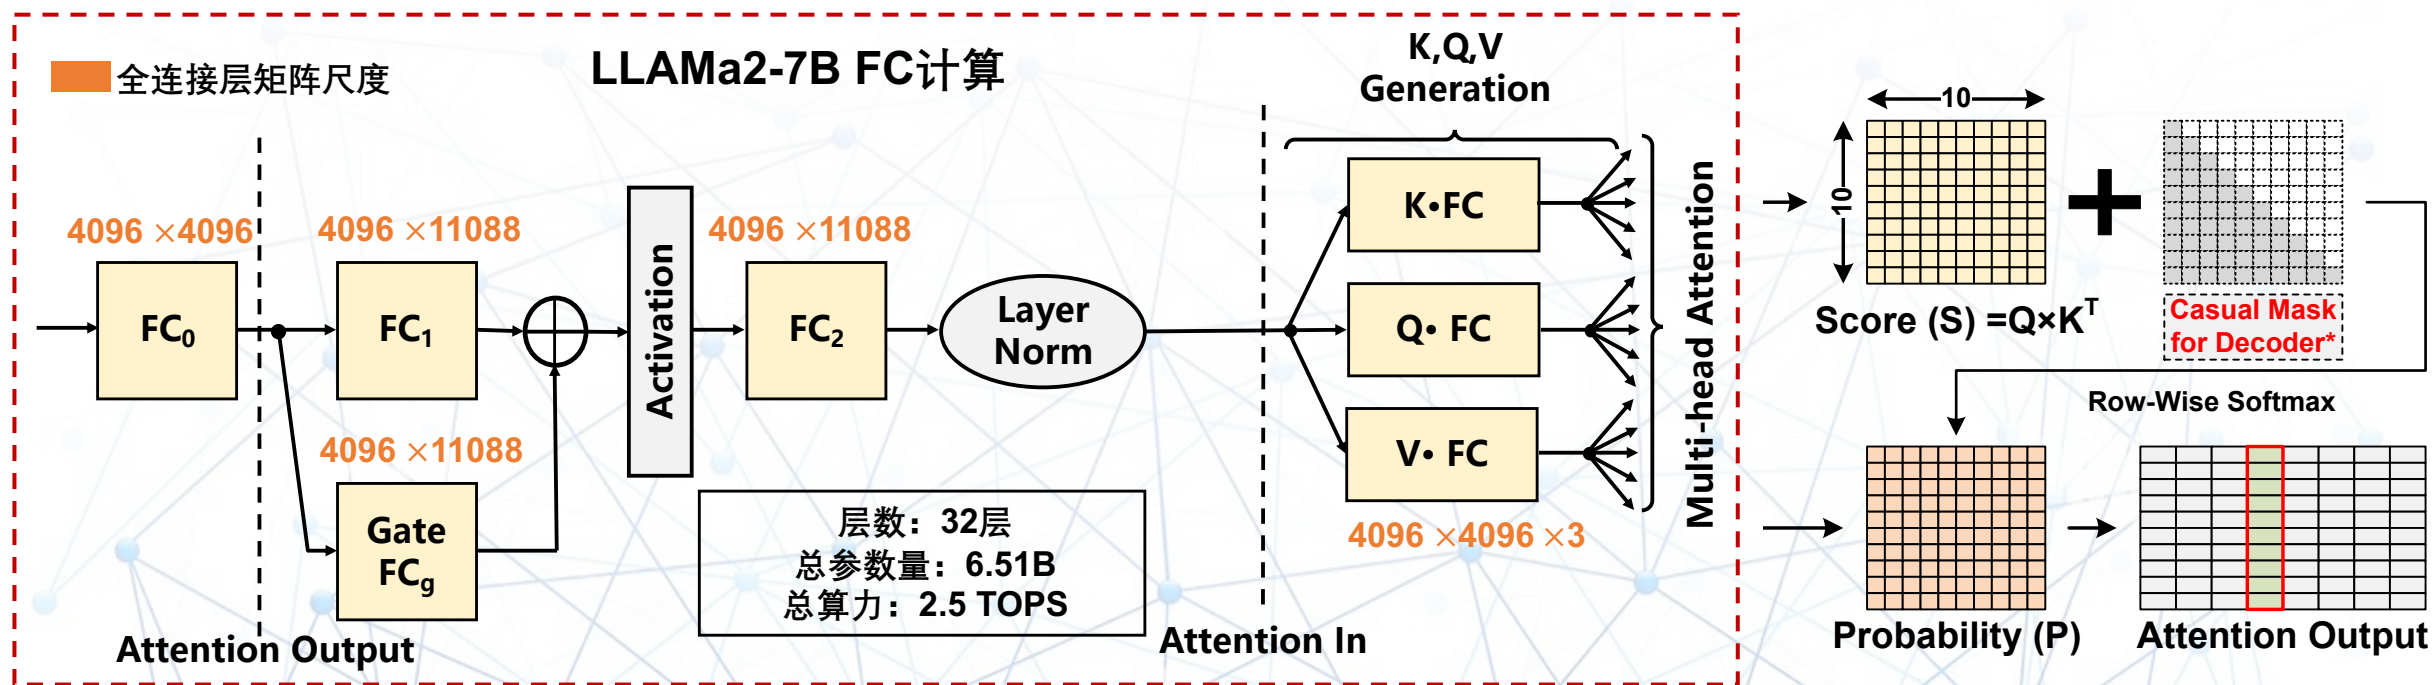 全连接层矩阵尺度
LLAMa2-7B FC计算
K,Q,V
Generation
4096 ×4096
FC0
4096 ×11088
FC1
4096 ×11088
Gate
FCg
Activation
4096 ×11088
FC2
Layer
Norm
K•FC
Q• FC
V• FC
4096 ×4096 ×3
Multi-head Attention
层数：32层
总参数量：6.51B
总算力：2.5 TOPS
Attention Output
Attention In
10
10
Score (S) =Q×K^T
Casual Mask
for Decoder*
Row-Wise Softmax
Probability (P)
Attention Output